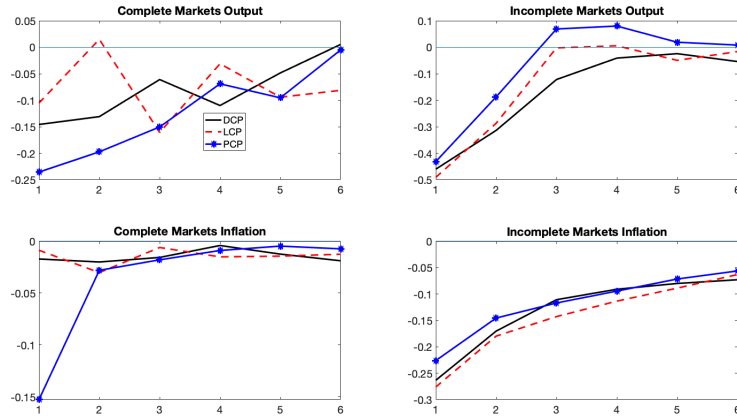 Complete Markets Output
0.05
0
-0.05
-0.1
-0.15
-0.2
-0.25
1 2 3 4 5 6
DCP
LCP
PCP
Incomplete Markets Output
0.1
0
-0.1
-0.2
-0.3
-0.4
-0.5
1 2 3 4 5 6
Complete Markets Inflation
0
-0.05
-0.1
-0.15
1 2 3 4 5 6
Incomplete Markets Inflation
0
-0.05
-0.1
-0.15
-0.2
-0.25
-0.3
1 2 3 4 5 6